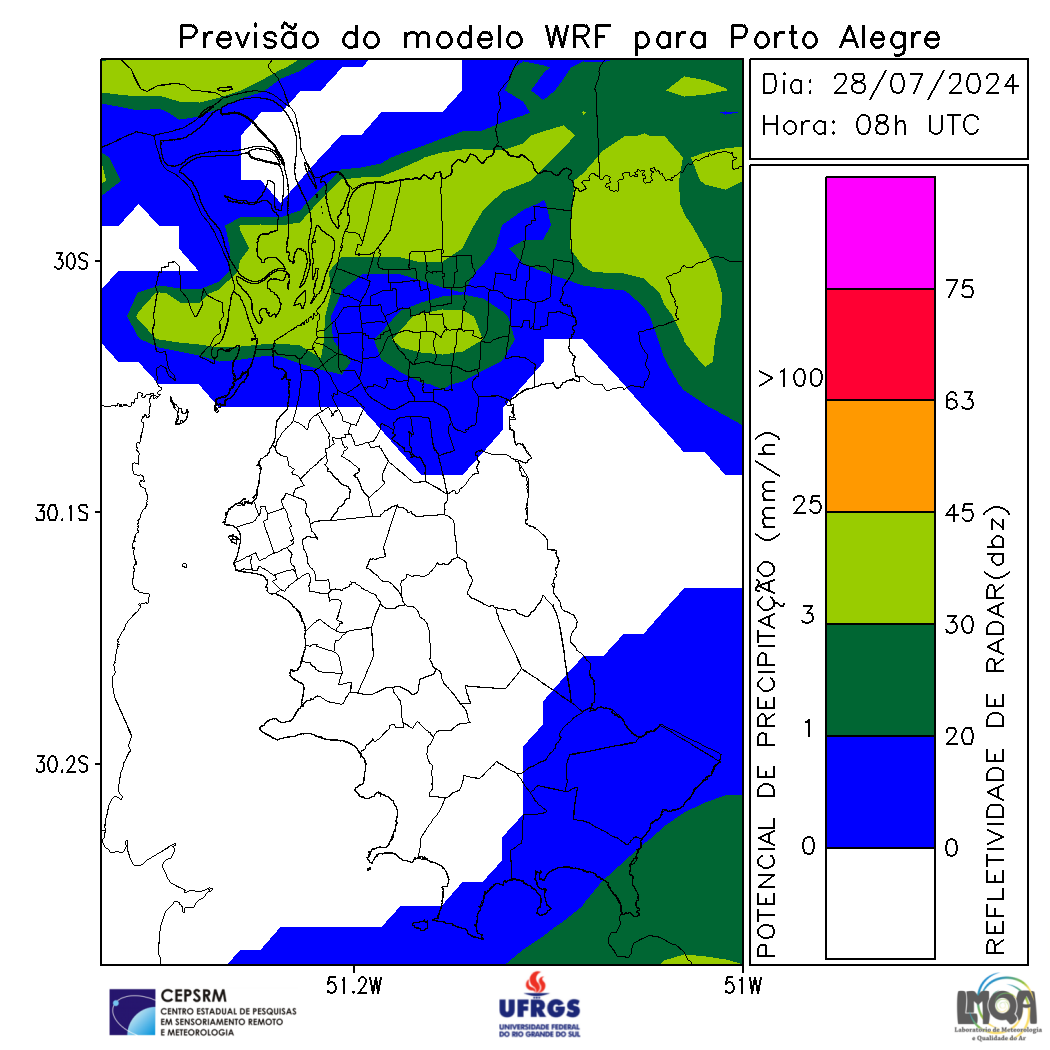 Previsão do modelo WRF para Porto Alegre
Dia: 28/07/2024
Hora: 08h UTC
30S
30.1S
30.2S
51.2W
51W
POTENCIAL DE PRECIPITAÇÃO (mm/h)
>100
25
3
1
0
75
63
45
30
20
0
REFLETIVIDADE DE RADAR(dbz)
CEPSRM
CENTRO ESTADUAL DE PESQUISAS
EM SENSORIAMENTO REMOTO
E METEOROLOGIA
UFRGS
UNIVERSIDADE FEDERAL
DO RIO GRANDE DO SUL
LMQA
Laboratório de Meteorologia
e Qualidade do Ar